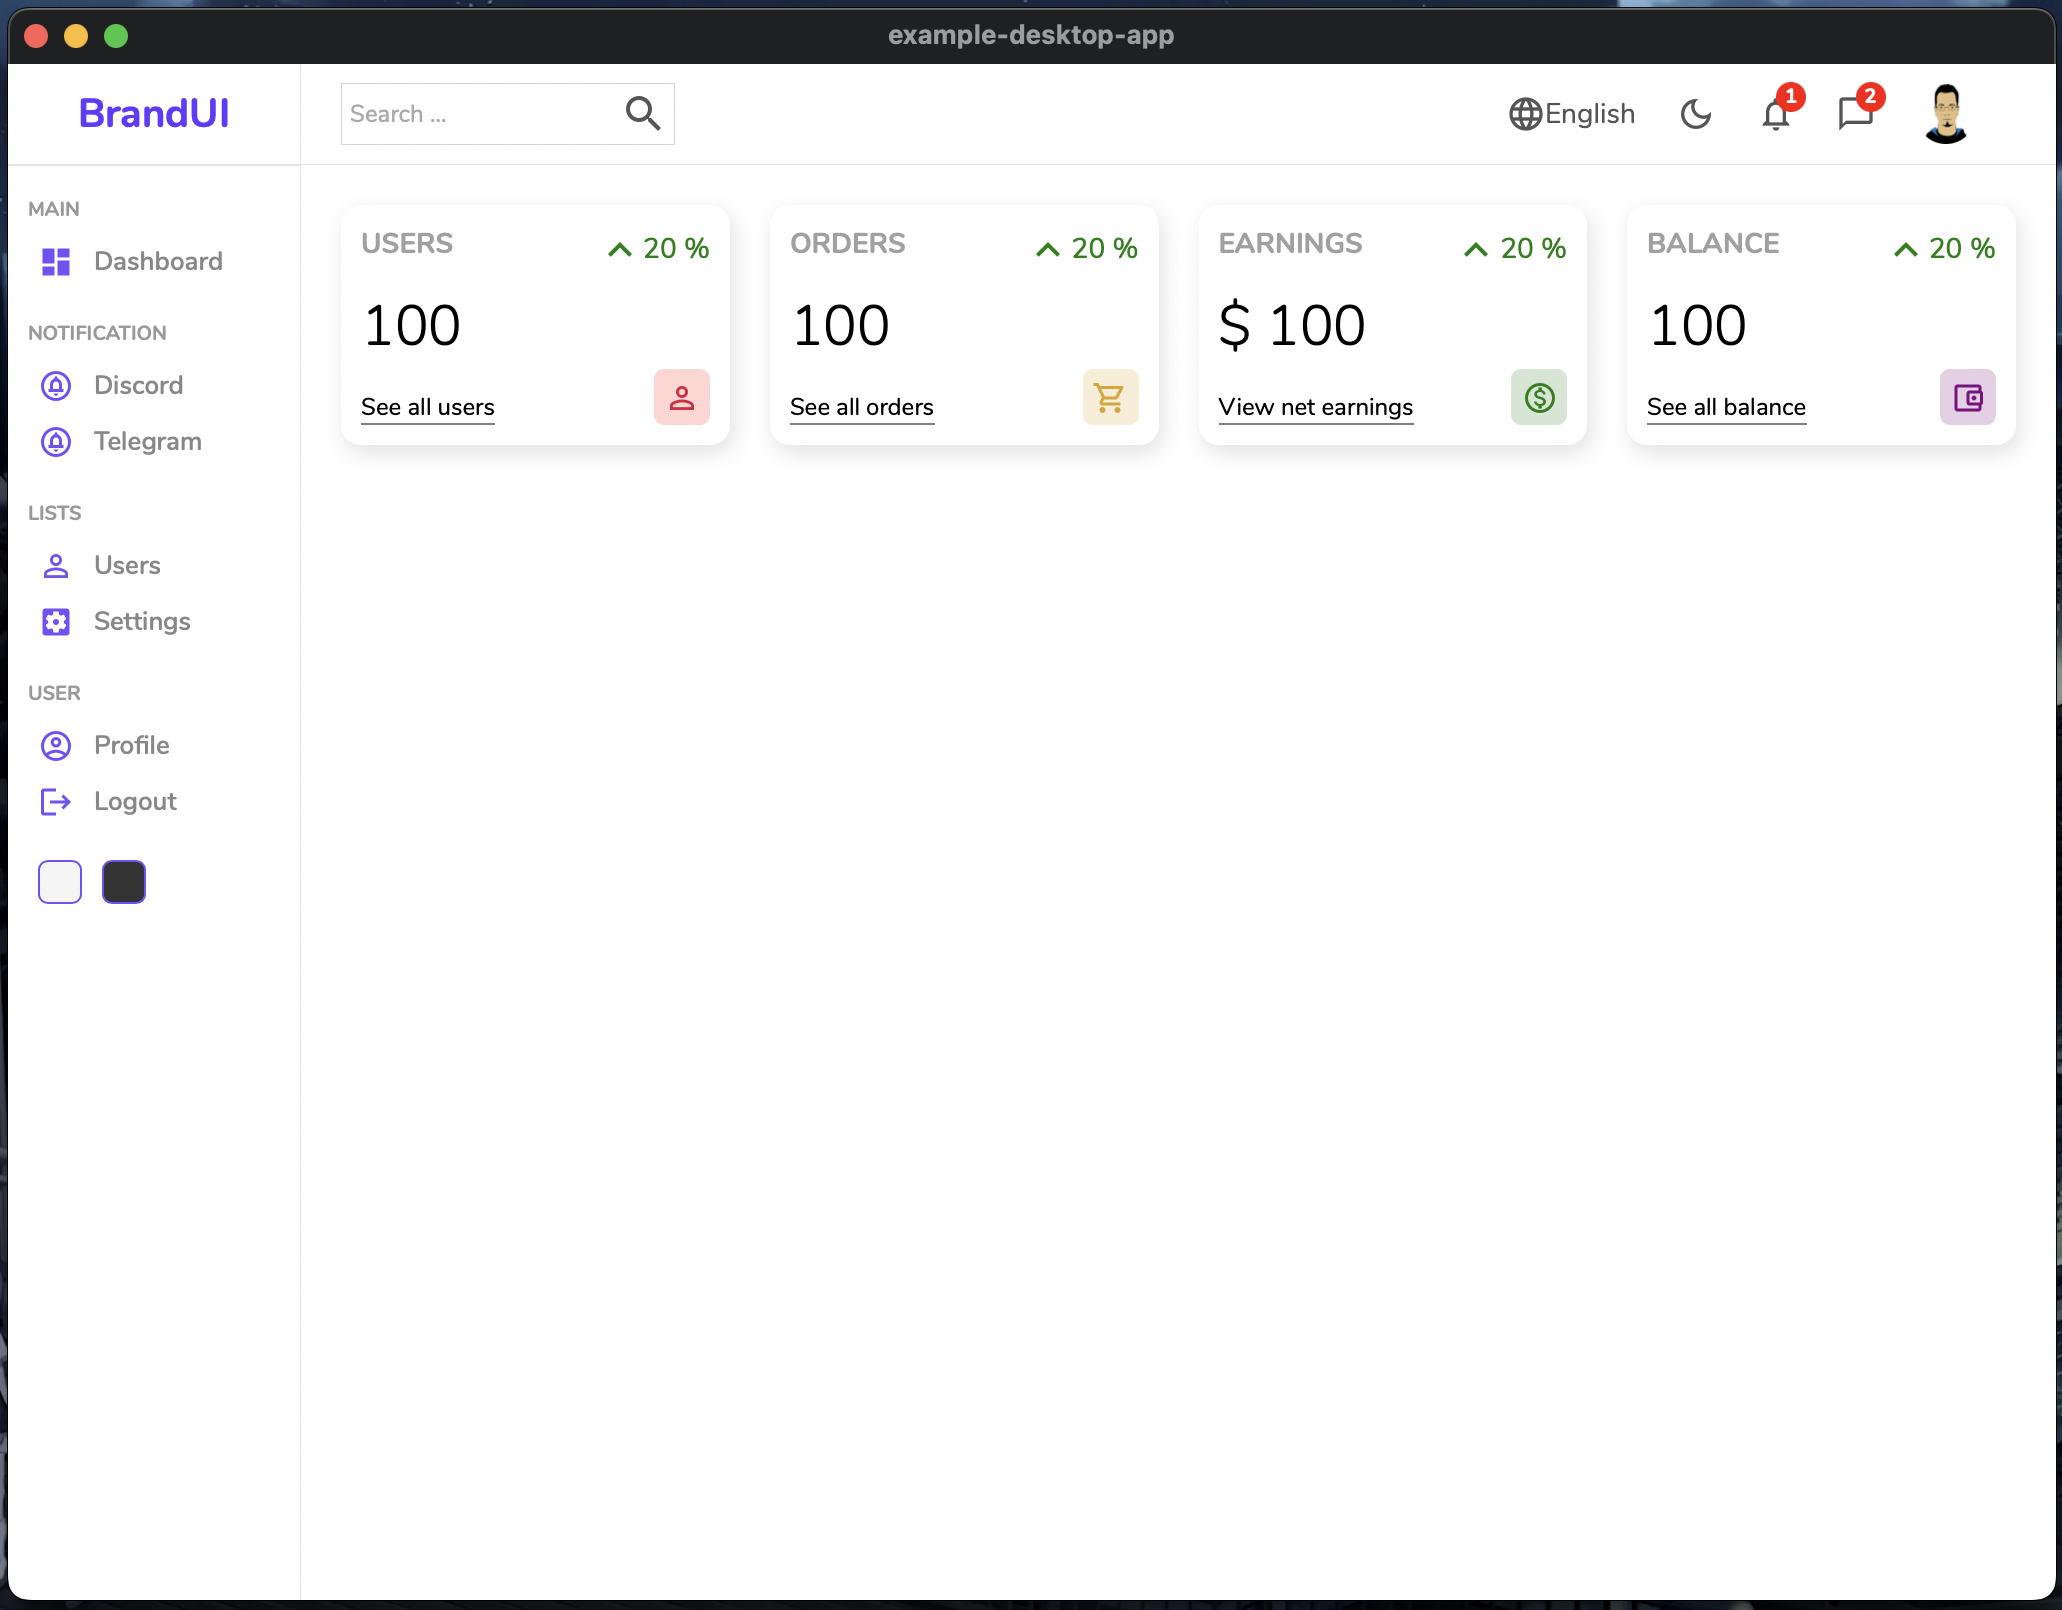 example-desktop-app
BrandUI
Search ...
English
1
2
MAIN
Dashboard
NOTIFICATION
Discord
Telegram
LISTS
Users
Settings
USER
Profile
Logout
USERS
20 %
100
See all users
ORDERS
20 %
100
See all orders
EARNINGS
20 %
$ 100
View net earnings
BALANCE
20 %
100
See all balance